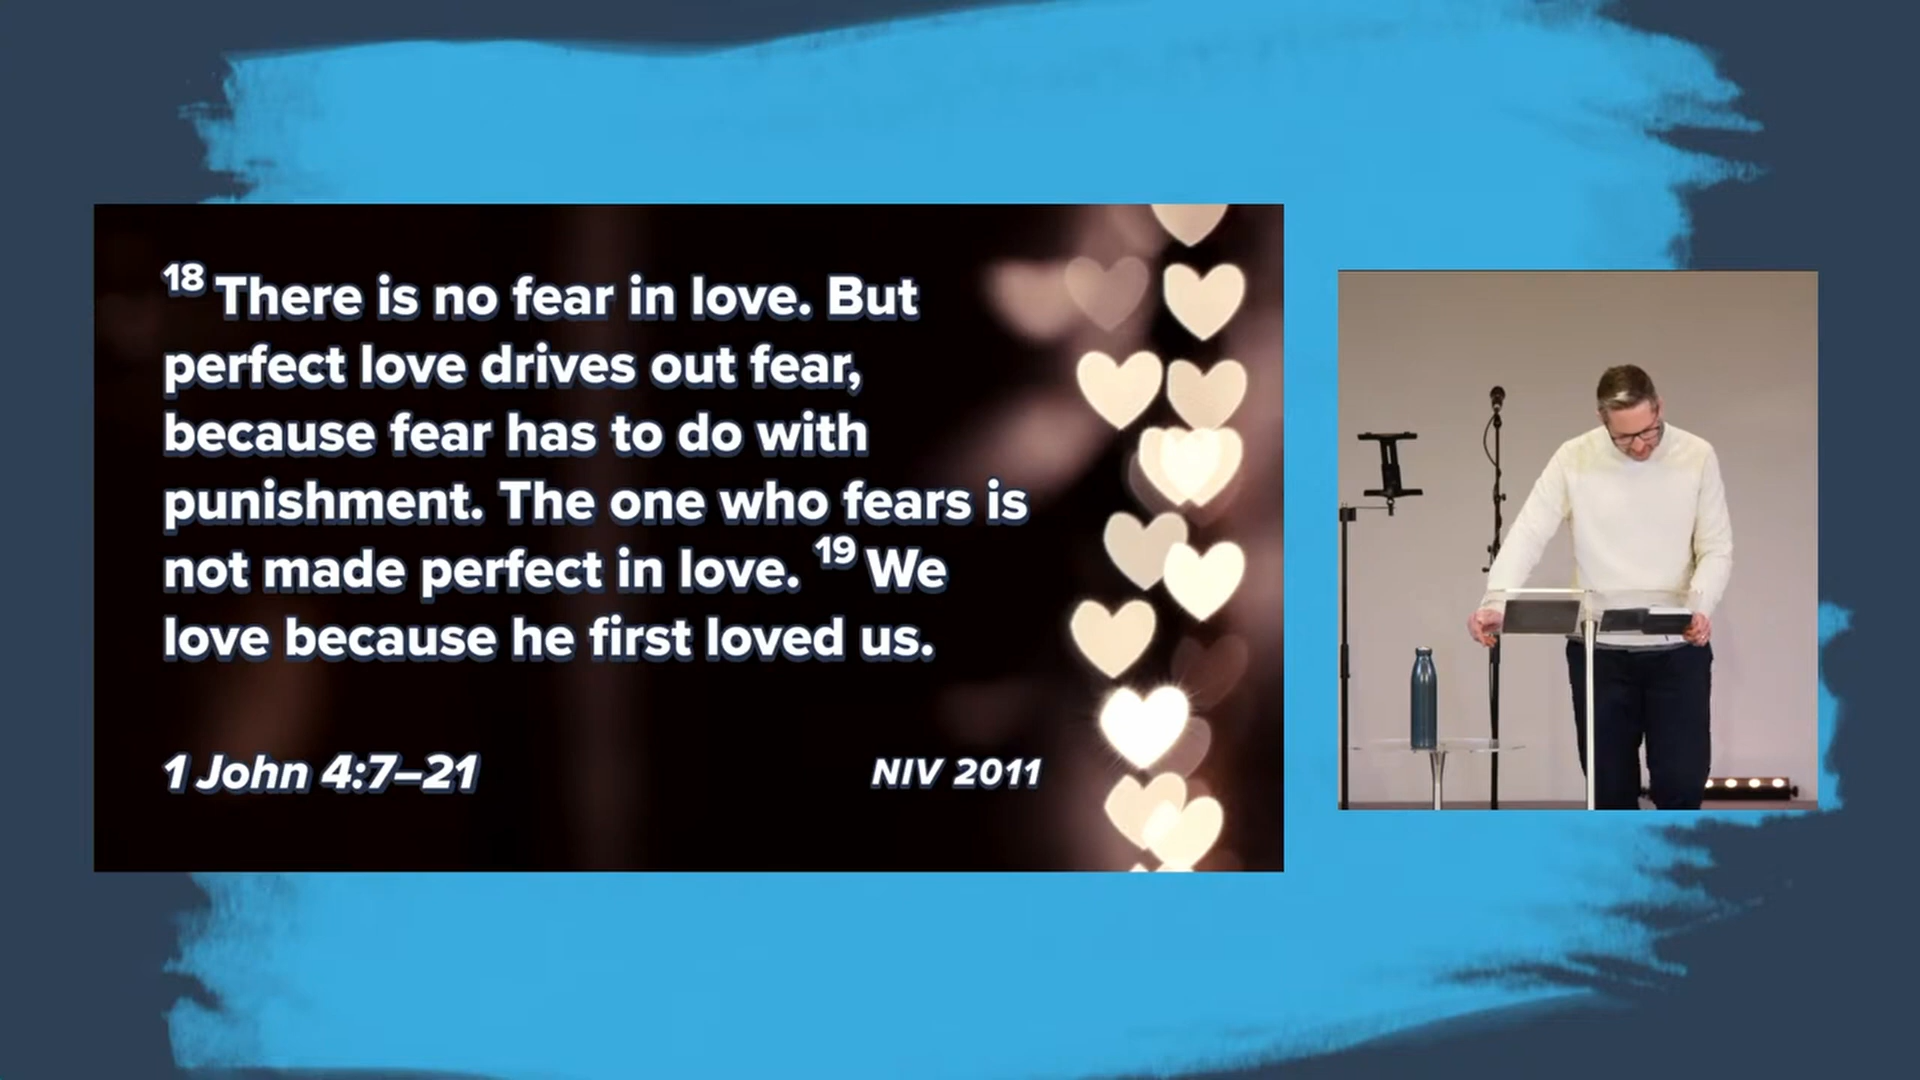 18 There is no fear in love. But
perfect love drives out fear,
because fear has to do with
punishment. The one who fears is
not made perfect in love. 19 We
love because he first loved us.
1 John 4:7–21
NIV 2011